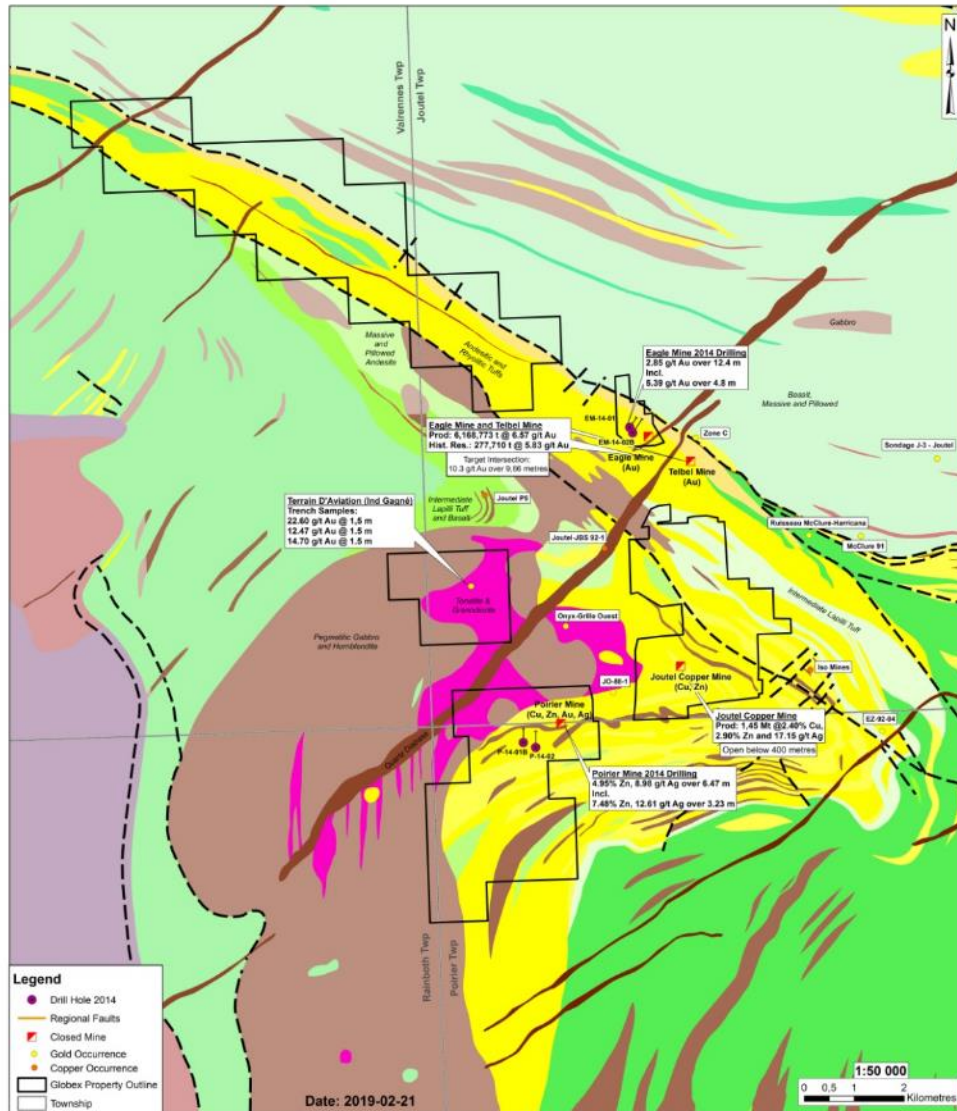 N
Valrennes Twp
Joutel Twp
Gabbro
Massive
and
Pillowed
Andesits
Andesitic and
Rhyolitic Tuffs
Eagle Mine 2014 Drilling
2.85 g/t Au over 12.4 m
Incl.
5.39 g/t Au over 4.8 m
Basalt,
Massive and Pillowed
EM-14-01
Eagle Mine and Telbel Mine
Prod: 6,168,773 t @ 6.57 g/t Au
Hist. Res.: 277,710 t @ 5.83 g/t Au
EM-14-02B
Zone C
Eagle Mine
(Au)
Telbel Mine
(Au)
Sondage J-3 - Joutel
Target Intersection:
10.3 g/t Au over 9,66 metres
Terrain D'Aviation (Ind Gagné)
Trench Samples:
22.60 g/t Au @ 1.5 m
12.47 g/t Au @ 1.5 m
14.70 g/t Au @ 1.5 m
Intermediate
Lapilli Tuff
and Basalt
Joutel P5
Ruisseau McClure-Harricana
McClure 91
Joutel-JBS 92-1
Tonalite &
Granodiorite
Intermediate Lapilli Tuff
Onyx-Grille Ouest
Pegmatitic Gabbro
and Hornblendite
Iso Mines
Joutel Copper Mine
(Cu, Zn)
JO-88-1
Poirier Mine
(Cu, Zn, Au, Ag)
Joutel Copper Mine
Prod: 1.45 Mt @2.40% Cu,
2.90% Zn and 17.15 g/t Ag
Open below 400 metres
EZ-92-04
P-14-01B
P-14-02
Quartz Diabase
Poirier Mine 2014 Drilling
4.95% Zn, 8.98 g/t Ag over 6.47 m
Incl.
7.48% Zn, 12.61 g/t Ag over 3.23 m
Rainboth Twp
Poirier Twp
Legend
Drill Hole 2014
Regional Faults
Closed Mine
Gold Occurrence
Copper Occurrence
Globex Property Outline
Township
Date: 2019-02-21
1:50 000
0 0,5 1 2
Kilometres